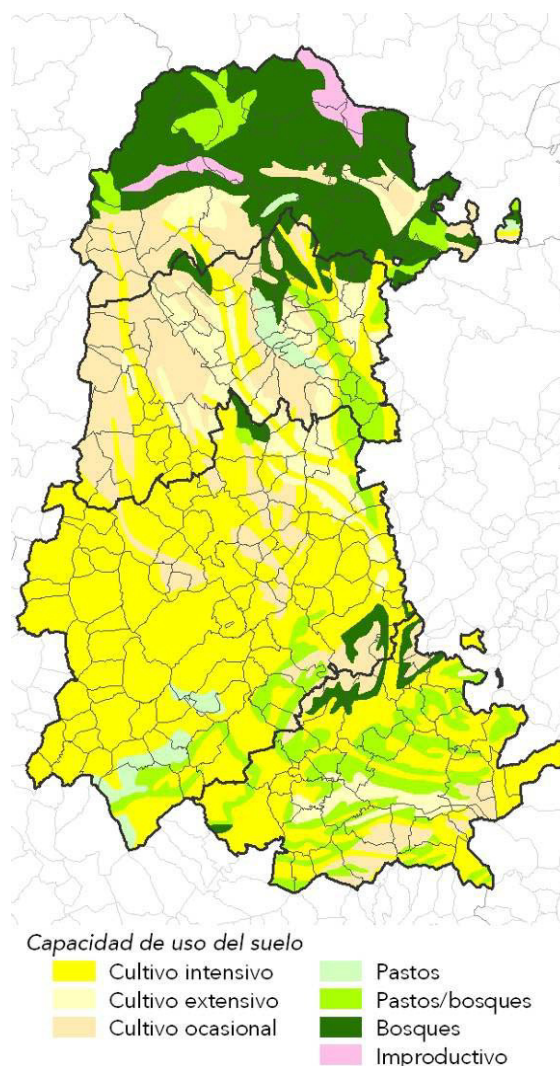 Capacidad de uso del suelo
Cultivo intensivo
Cultivo extensivo
Cultivo ocasional
Pastos
Pastos/bosques
Bosques
Improductivo